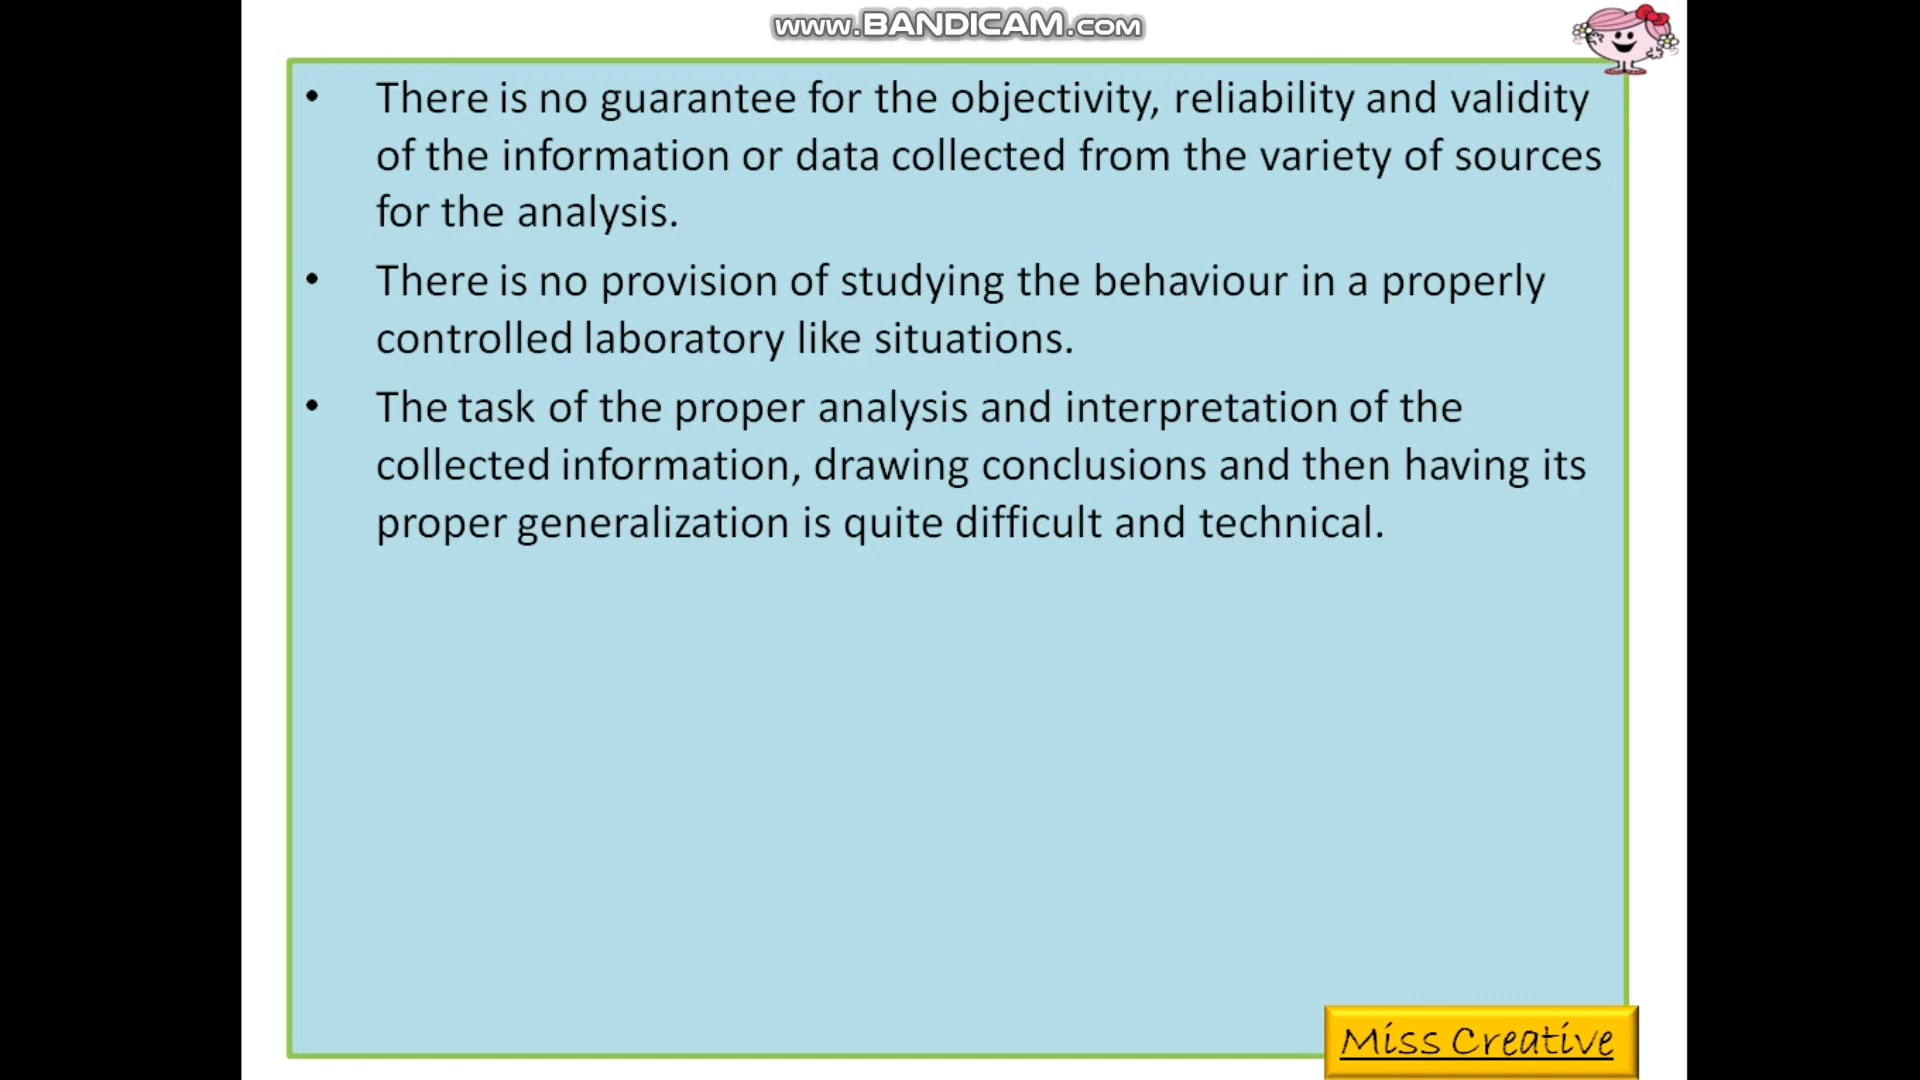 www.BANDICAM.com
• There is no guarantee for the objectivity, reliability and validity
of the information or data collected from the variety of sources
for the analysis.
• There is no provision of studying the behaviour in a properly
controlled laboratory like situations.
• The task of the proper analysis and interpretation of the
collected information, drawing conclusions and then having its
proper generalization is quite difficult and technical.
Miss Creative